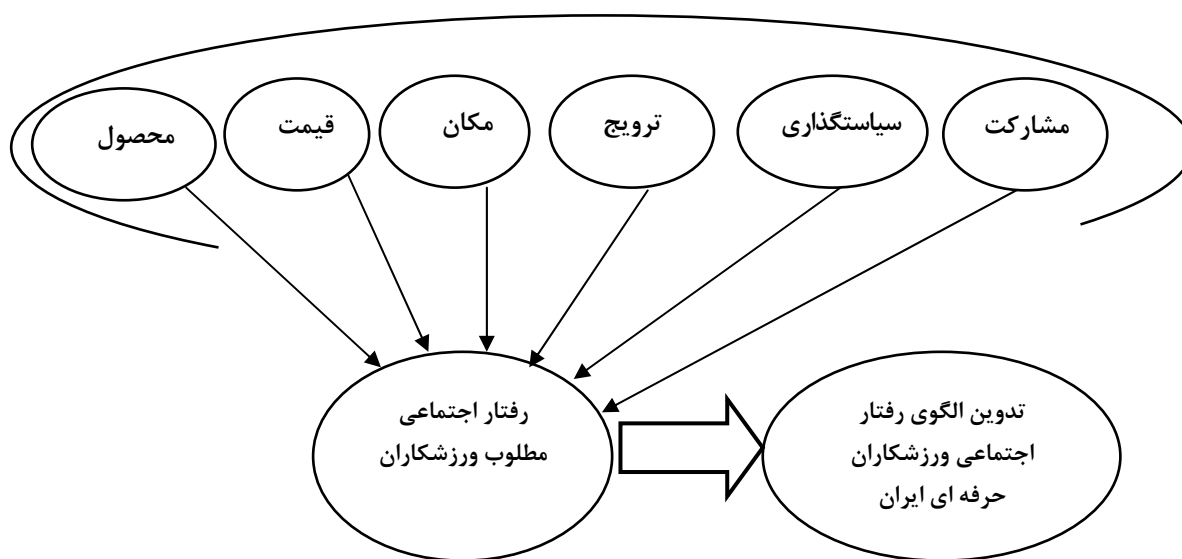 مشارکت
سیاستگذاری
ترویج
مکان
قیمت
محصول
رفتار اجتماعی
مطلوب ورزشکاران
تدوین الگوی رفتار
اجتماعی ورزشکاران
حرفه ای ایران